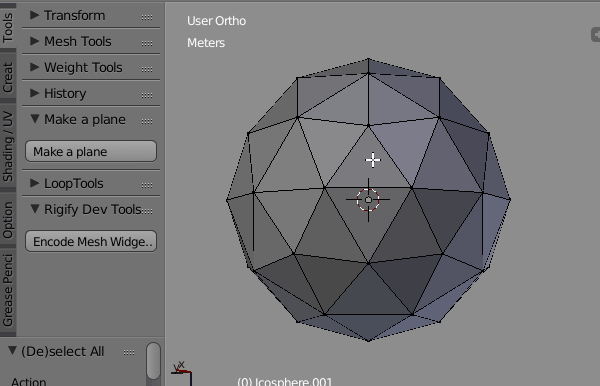 Tools
Creat
Shading / UV
Option
Grease Penci
Transform
Mesh Tools
Weight Tools
History
Make a plane
Make a plane
LoopTools
Rigify Dev Tools
Encode Mesh Widge..
(De)select All
Action
User Ortho
Meters
x
(0) Icosphere.001